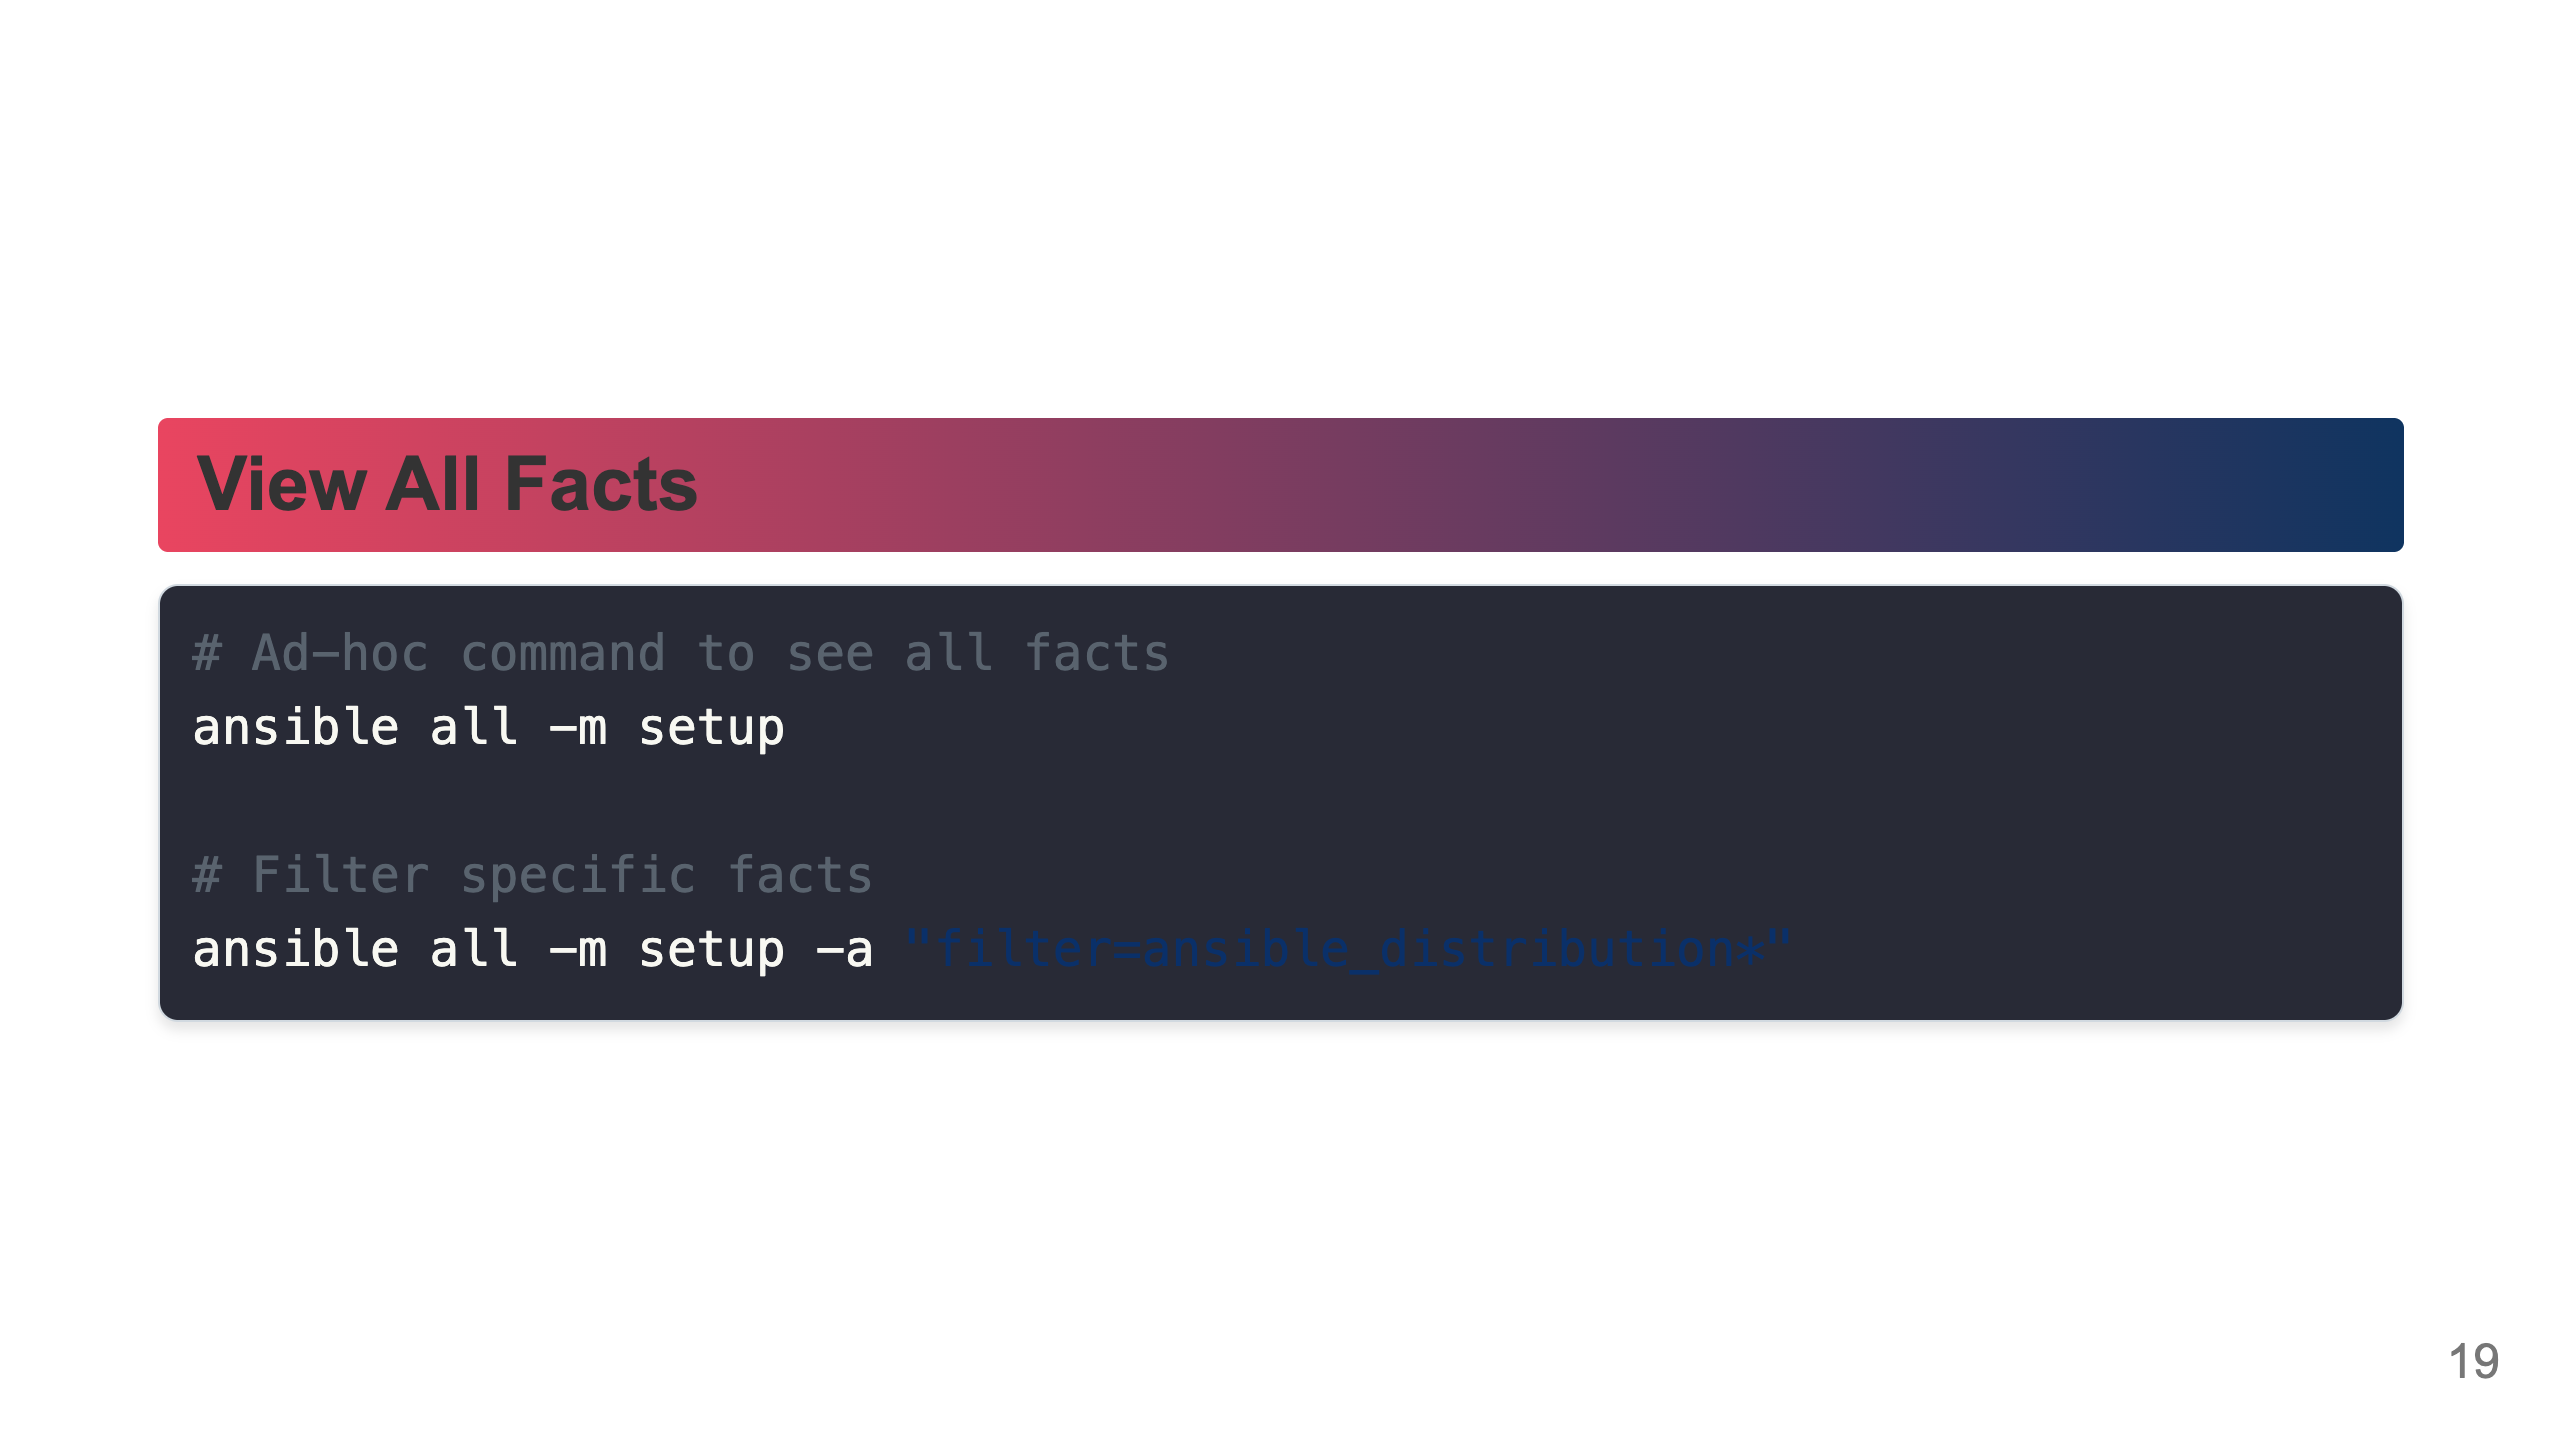 View All Facts
# Ad-hoc command to see all facts
ansible all -m setup
# Filter specific facts
ansible all -m setup -a "filter=ansible_distribution*"
19